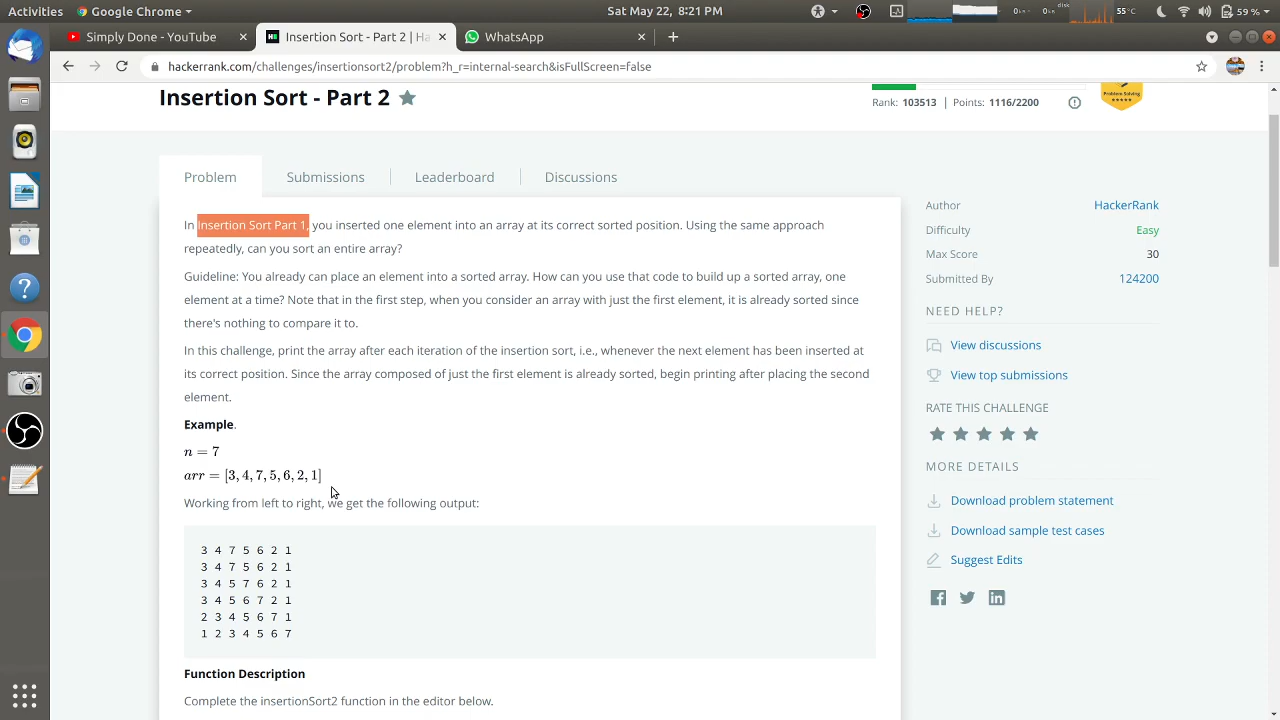 Activities
Google Chrome
Sat May 22, 8:21 PM
55°C
59 %
Simply Done - YouTube
Insertion Sort - Part 2 | Ha
WhatsApp
hackerrank.com/challenges/insertionsort2/problem?h_r=internal-search&isFullScreen=false
Insertion Sort - Part 2
Rank: 103513 | Points: 1116/2200
Problem Solving
Problem
Submissions
Leaderboard
Discussions
In Insertion Sort Part 1, you inserted one element into an array at its correct sorted position. Using the same approach
repeatedly, can you sort an entire array?
Guideline: You already can place an element into a sorted array. How can you use that code to build up a sorted array, one
element at a time? Note that in the first step, when you consider an array with just the first element, it is already sorted since
there's nothing to compare it to.
In this challenge, print the array after each iteration of the insertion sort, i.e., whenever the next element has been inserted at
its correct position. Since the array composed of just the first element is already sorted, begin printing after placing the second
element.
Example.
n = 7
arr = [3, 4, 7, 5, 6, 2, 1]
Working from left to right, we get the following output:
3 4 7 5 6 2 1
3 4 7 5 6 2 1
3 4 5 7 6 2 1
3 4 5 6 7 2 1
2 3 4 5 6 7 1
1 2 3 4 5 6 7
Function Description
Complete the insertionSort2 function in the editor below.
Author HackerRank
Difficulty Easy
Max Score 30
Submitted By 124200
NEED HELP?
View discussions
View top submissions
RATE THIS CHALLENGE
MORE DETAILS
Download problem statement
Download sample test cases
Suggest Edits